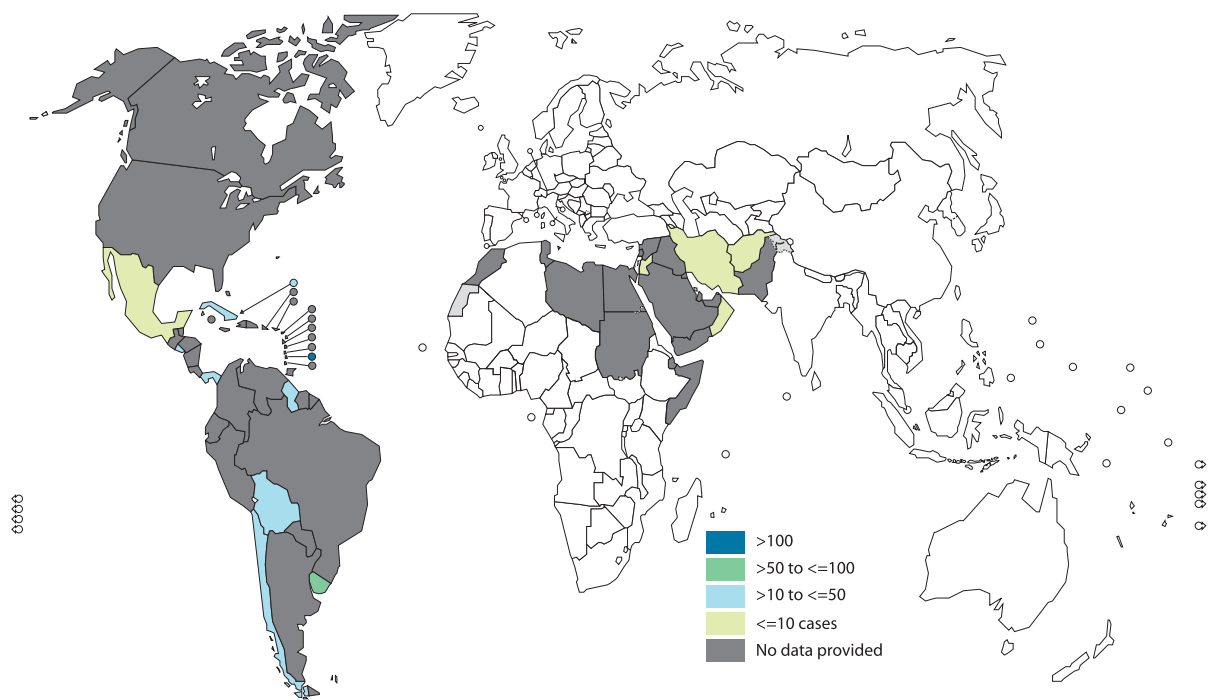 >100
>50 to <=100
>10 to <=50
<=10 cases
No data provided